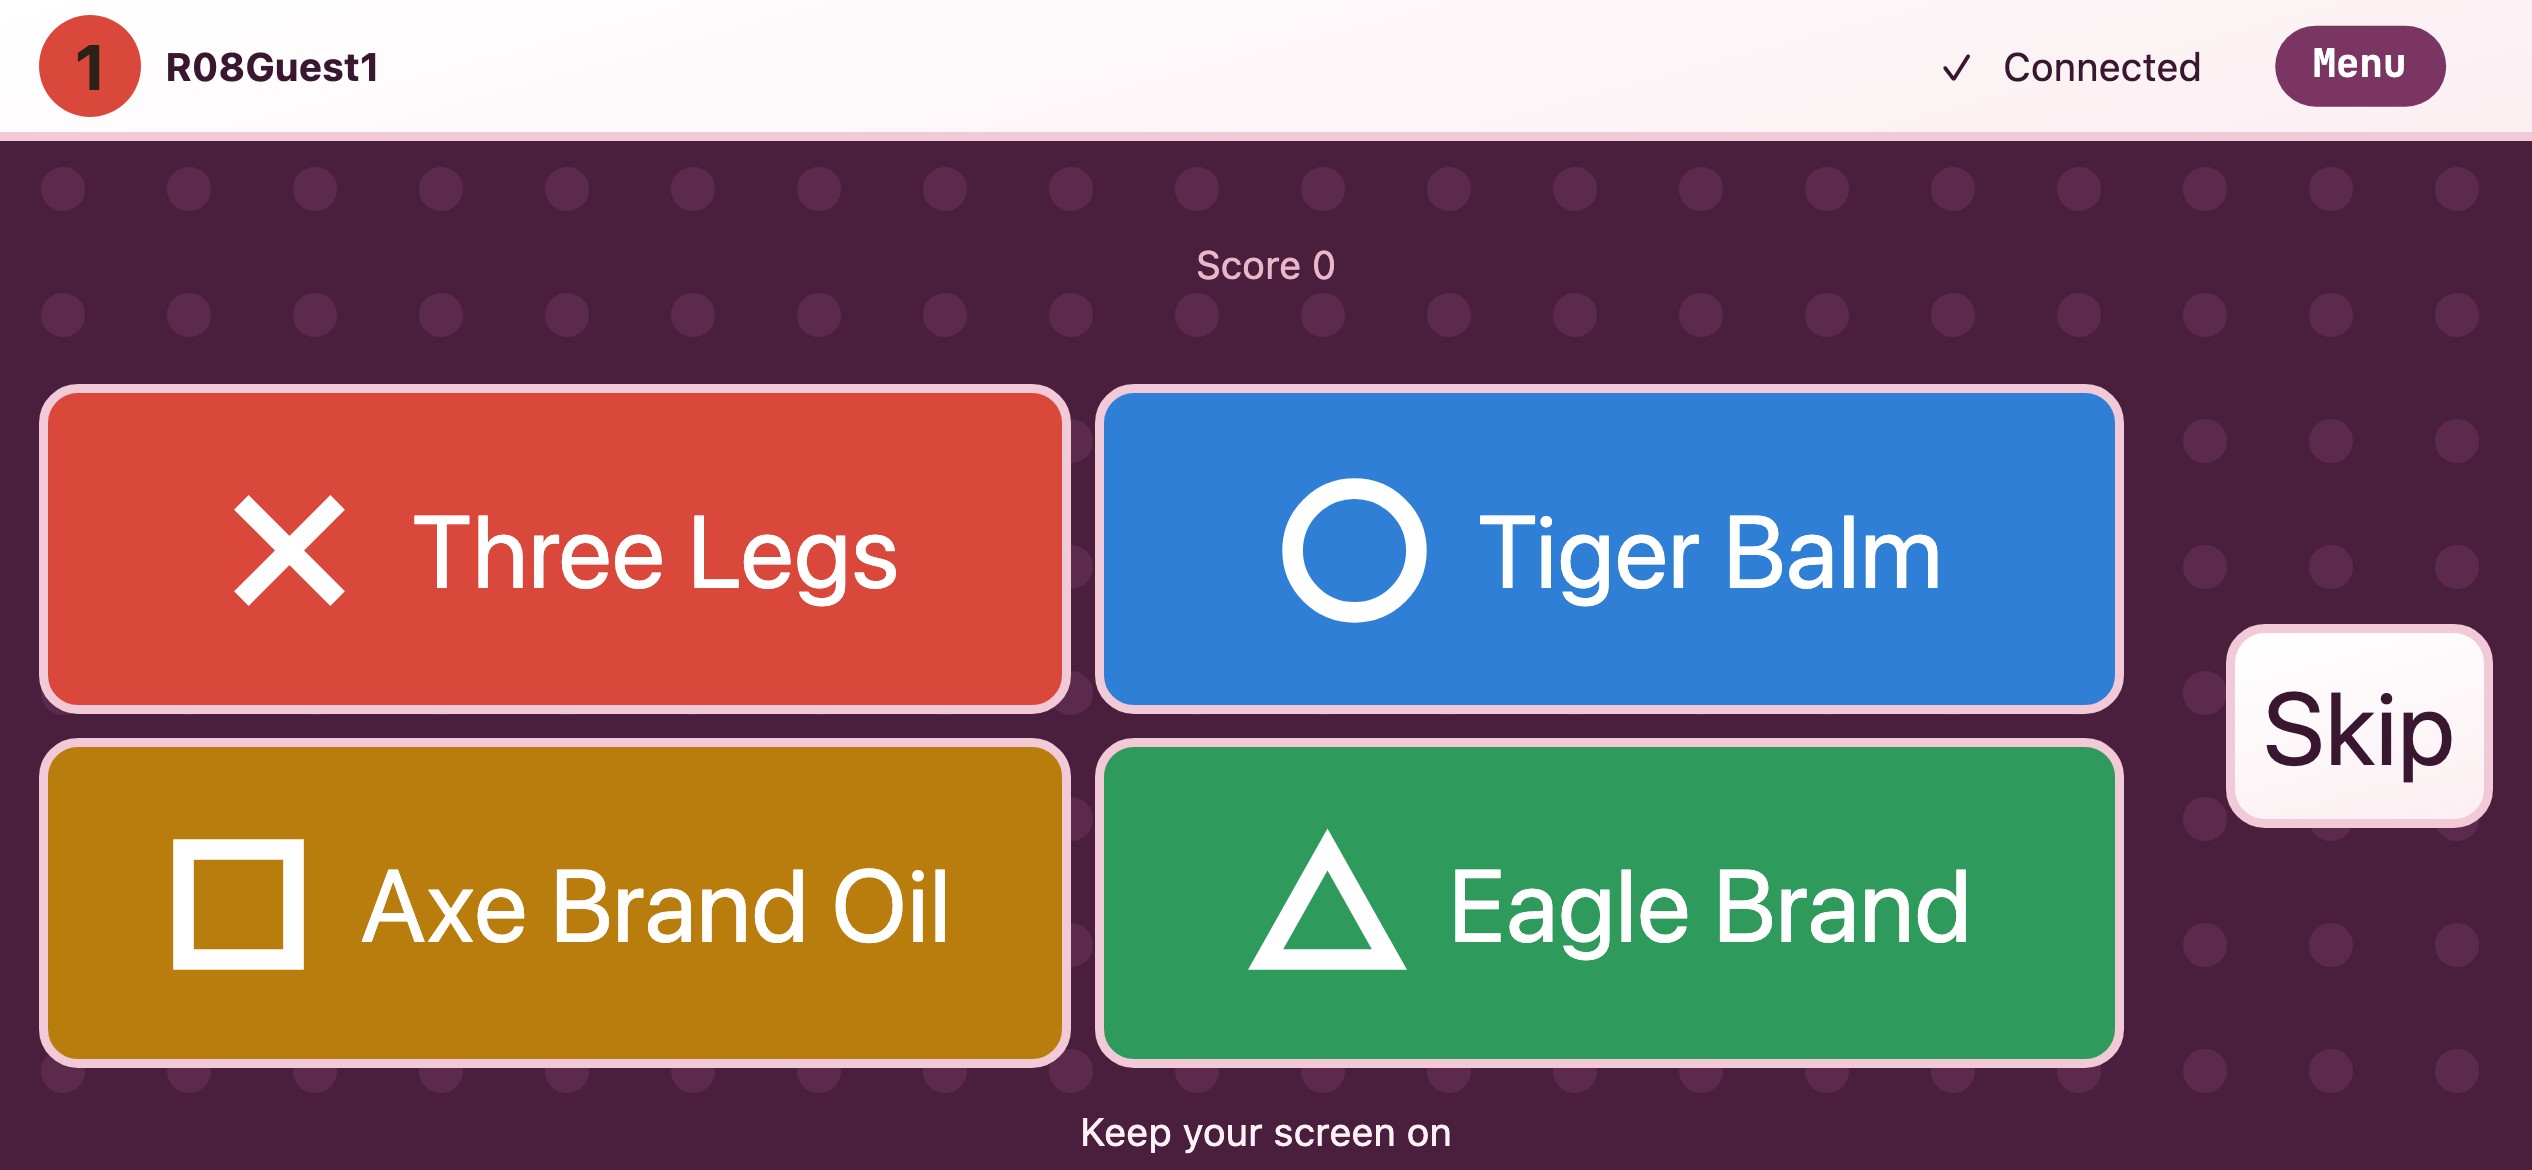 1 R08Guest1 ✓ Connected Menu
Score 0
Three Legs
Tiger Balm
Axe Brand Oil
Eagle Brand
Skip
Keep your screen on